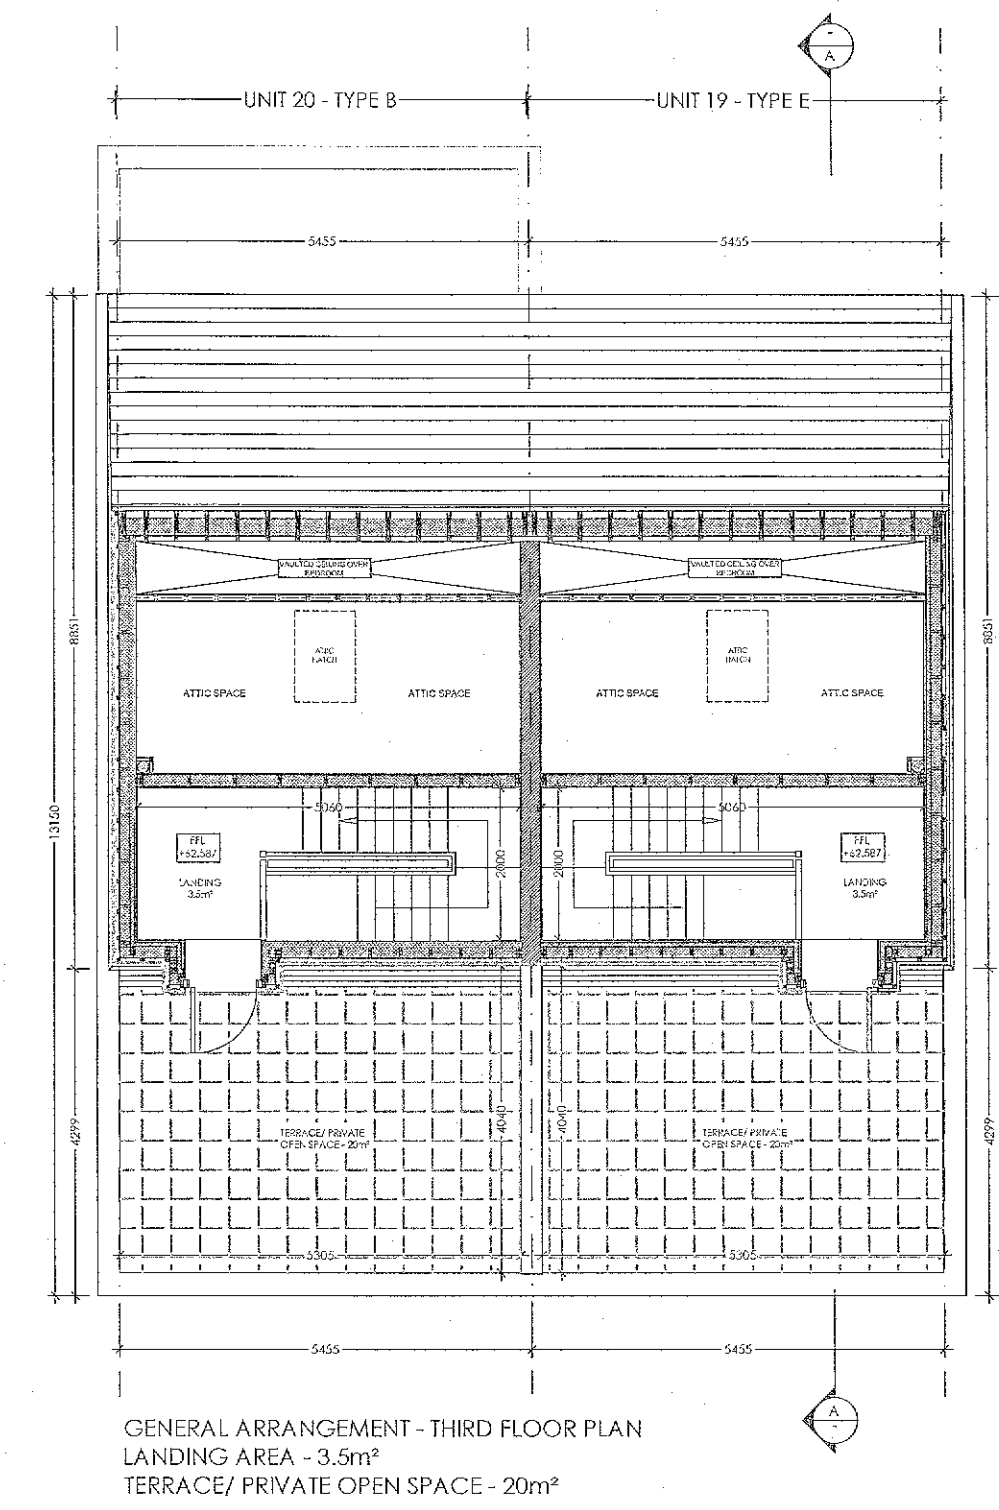 -
A
UNIT 20 - TYPE B
UNIT 19 - TYPE E
5455
5455
VAULTED CEILING OVER
BEDROOM
VAULTED CEILING OVER
BEDROOM
8851
8851
ATTIC
HATCH
ATTIC
HATCH
ATTIC SPACE
ATTIC SPACE
ATTIC SPACE
ATTIC SPACE
13150
5060
5060
FFL
+62.587
FFL
+62.587
2000
2000
LANDING
3.5m²
LANDING
3.5m²
4299
4040
4040
4299
TERRACE/ PRIVATE
OPEN SPACE - 20m²
TERRACE/ PRIVATE
OPEN SPACE - 20m²
5305
5305
5455
5455
A
-
GENERAL ARRANGEMENT - THIRD FLOOR PLAN
LANDING AREA - 3.5m²
TERRACE/ PRIVATE OPEN SPACE - 20m²